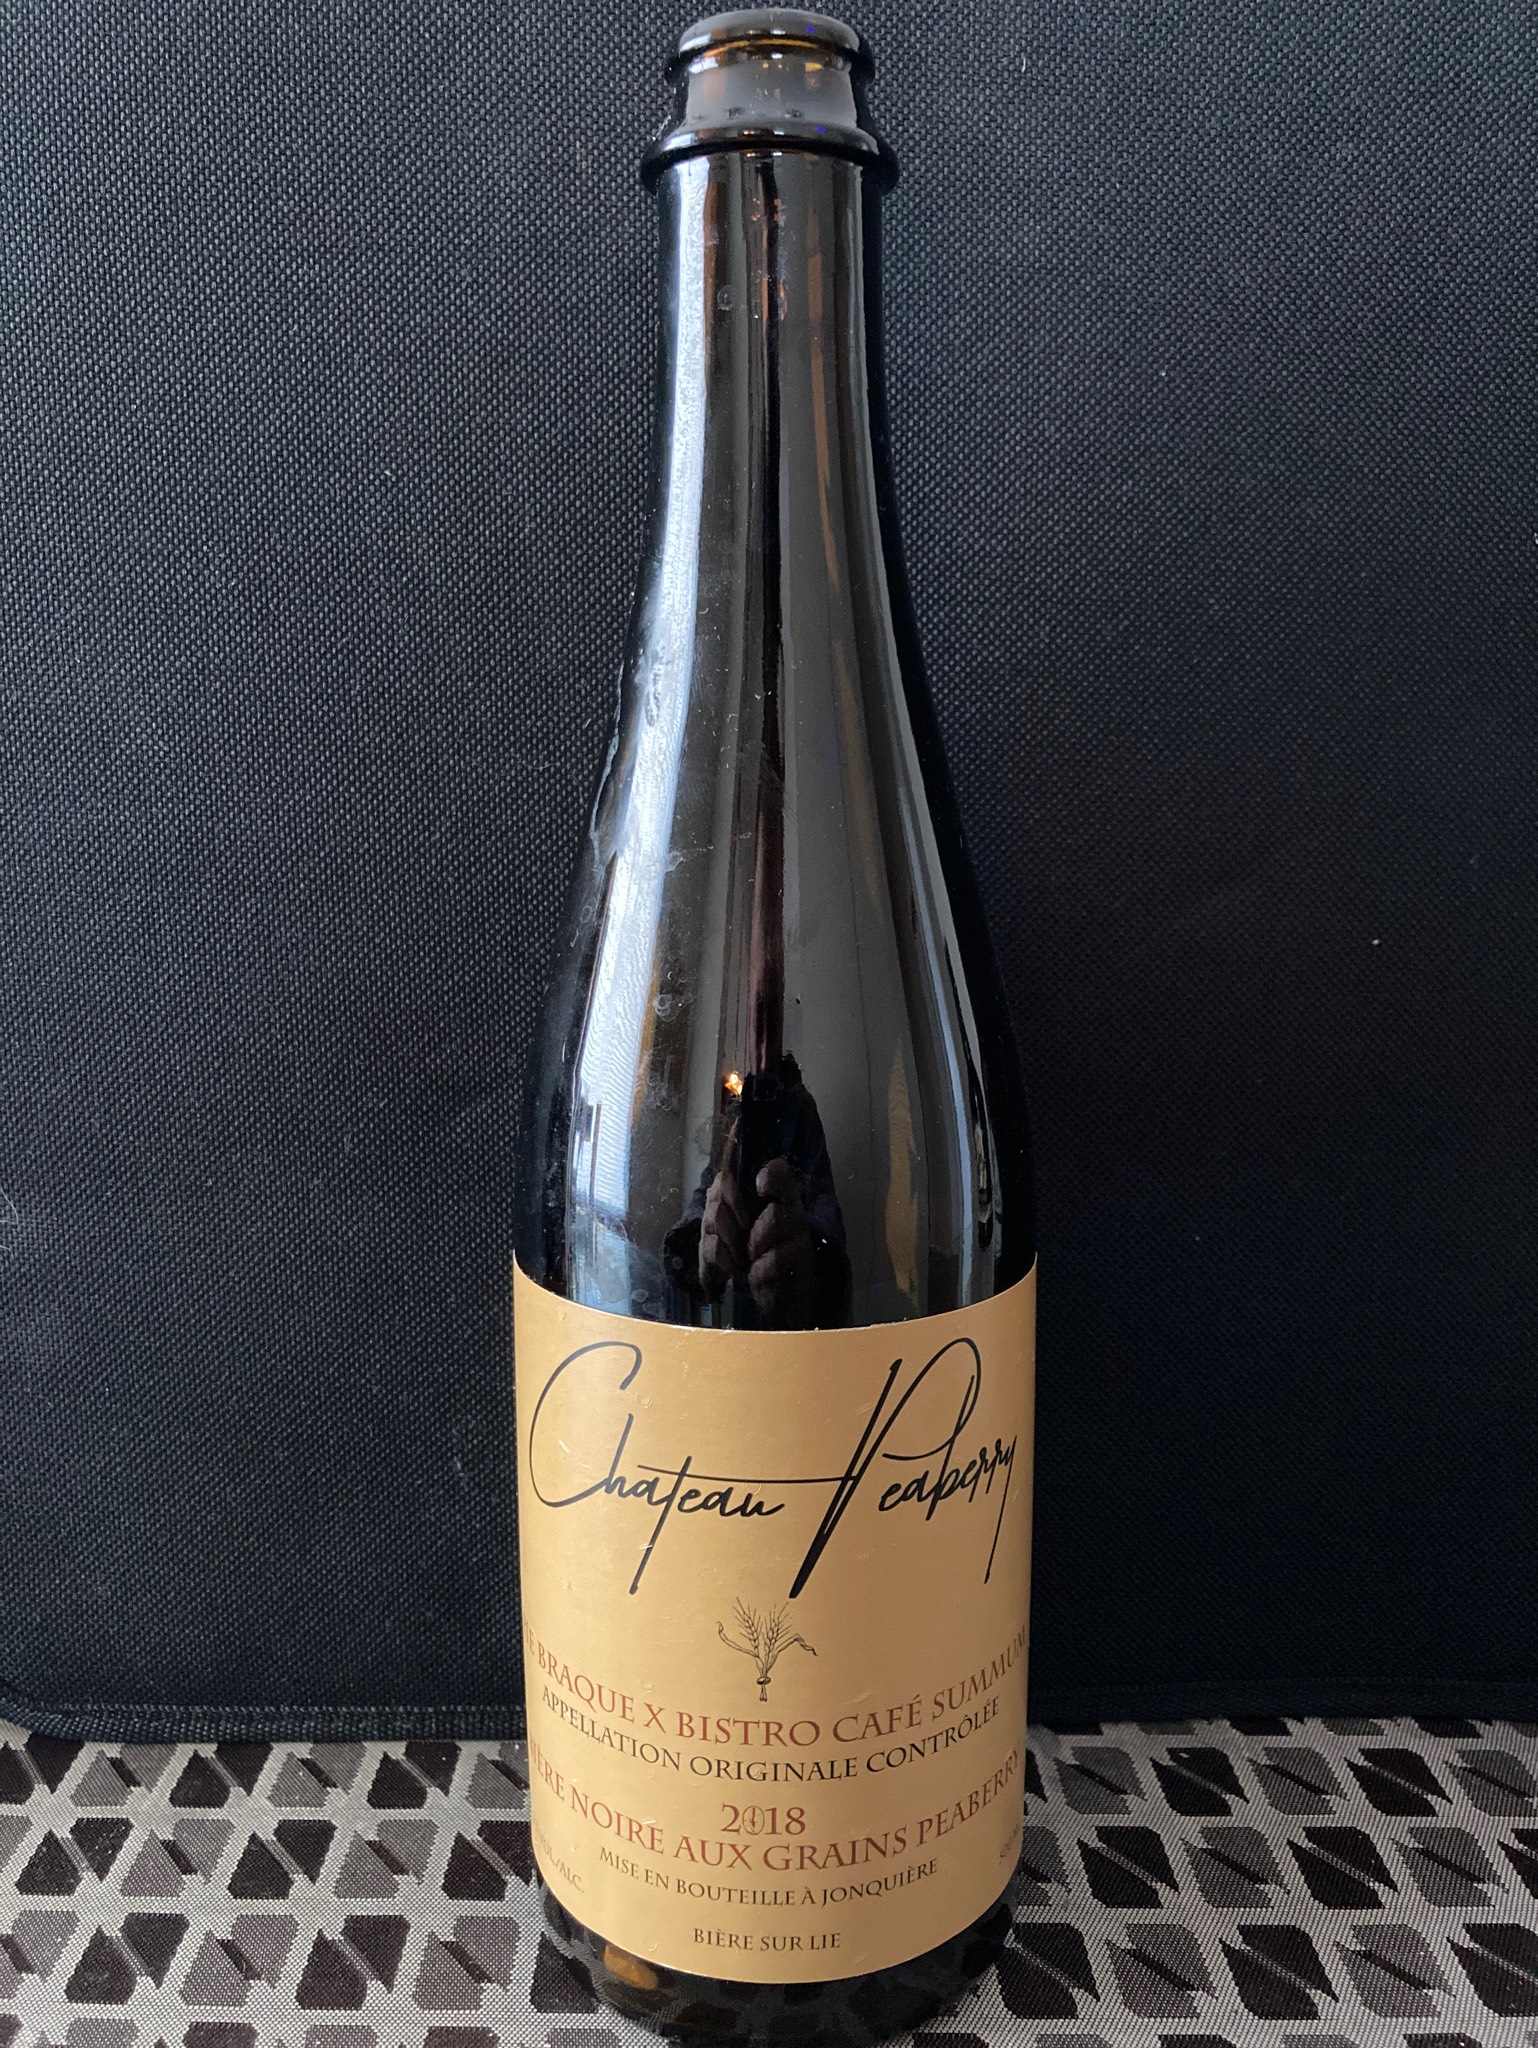 Chateau Peaberry
BRAQUE X BISTRO CAFÉ SUMMUM
APPELLATION ORIGINALE CONTRÔLÉE
2018
BIÈRE NOIRE AUX GRAINS PEABERRY
MISE EN BOUTEILLE À JONQUIÈRE
BIÈRE SUR LIE